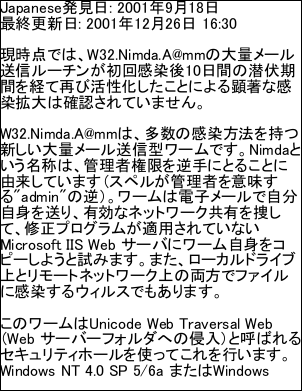 Japanese発見日: 2001年9月18日
最終更新日: 2001年12月26日 16:30
現時点では、W32.Nimda.A@mmの大量メール
送信ルーチンが初回感染後10日間の潜伏期
間を経て再び活性化したことによる顕著な感
染拡大は確認されていません。
W32.Nimda.A@mmは、多数の感染方法を持つ
新しい大量メール送信型ワームです。Nimdaと
いう名称は、管理者権限を逆手にとることに
由来しています（スペルが管理者を意味す
る"admin"の逆）。ワームは電子メールで自分
自身を送り、有効なネットワーク共有を捜し
て、修正プログラムが適用されていない
Microsoft IIS Web サーバにワーム自身をコ
ピーしようと試みます。また、ローカルドライブ
上とリモートネットワーク上の両方でファイル
に感染するウィルスでもあります。
このワームはUnicode Web Traversal Web
(Web サーバーフォルダへの侵入)と呼ばれる
セキュリティホールを使ってこれを行います。
Windows NT 4.0 SP 5/6a またはWindows